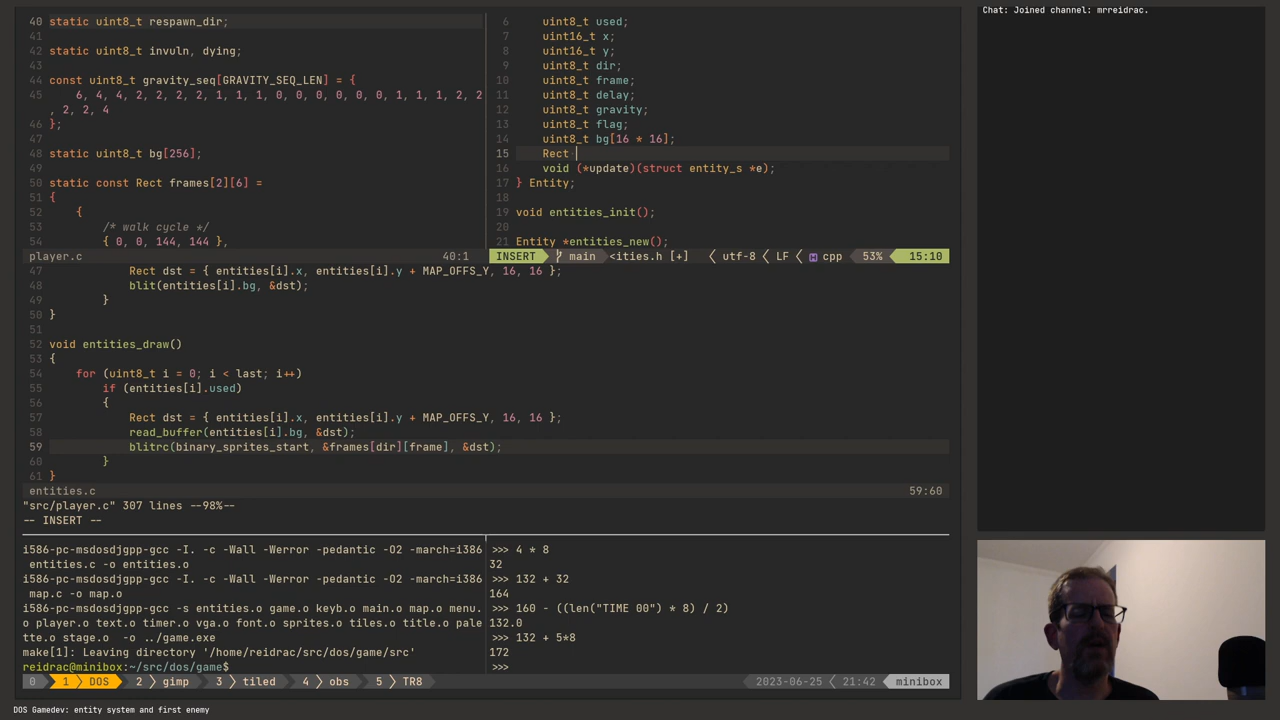 40 static uint8_t respawn_dir;
41
42 static uint8_t invuln, dying;
43
44 const uint8_t gravity_seq[GRAVITY_SEQ_LEN] = {
45     6, 4, 4, 2, 2, 2, 2, 1, 1, 1, 0, 0, 0, 0, 0, 0, 1, 1, 1, 2, 2
, 2, 2, 4
46 };
47
48 static uint8_t bg[256];
49
50 static const Rect frames[2][6] =
51 {
52     {
53         /* walk cycle */
54         { 0, 0, 144, 144 },
player.c 40:1
6     uint8_t used;
7     uint16_t x;
8     uint16_t y;
9     uint8_t dir;
10     uint8_t frame;
11     uint8_t delay;
12     uint8_t gravity;
13     uint8_t flag;
14     uint8_t bg[16 * 16];
15     Rect
16     void (*update)(struct entity_s *e);
17 } Entity;
18
19 void entities_init();
20
21 Entity *entities_new();
INSERT main <ities.h [+] utf-8 LF cpp 53% 15:10
47             Rect dst = { entities[i].x, entities[i].y + MAP_OFFS_Y, 16, 16 };
48             blit(entities[i].bg, &dst);
49         }
50 }
51
52 void entities_draw()
53 {
54     for (uint8_t i = 0; i < last; i++)
55         if (entities[i].used)
56         {
57             Rect dst = { entities[i].x, entities[i].y + MAP_OFFS_Y, 16, 16 };
58             read_buffer(entities[i].bg, &dst);
59             blitrc(binary_sprites_start, &frames[dir][frame], &dst);
60         }
61 }
entities.c 59:60
"src/player.c" 307 lines --98%--
-- INSERT --
i586-pc-msdosdjgpp-gcc -I. -c -Wall -Werror -pedantic -O2 -march=i386
 entities.c -o entities.o
i586-pc-msdosdjgpp-gcc -I. -c -Wall -Werror -pedantic -O2 -march=i386
 map.c -o map.o
i586-pc-msdosdjgpp-gcc -s entities.o game.o keyb.o main.o map.o menu.
o player.o text.o timer.o vga.o font.o sprites.o tiles.o title.o pale
tte.o stage.o  -o ../game.exe
make[1]: Leaving directory '/home/reidrac/src/dos/game/src'
reidrac@minibox:~/src/dos/game$
>>> 4 * 8
32
>>> 132 + 32
164
>>> 160 - ((len("TIME 00") * 8) / 2)
132.0
>>> 132 + 5*8
172
>>>
0 1 DOS 2 gimp 3 tiled 4 obs 5 TR8 2023-06-25 21:42 minibox
DOS Gamedev: entity system and first enemy
Chat: Joined channel: mrreidrac.